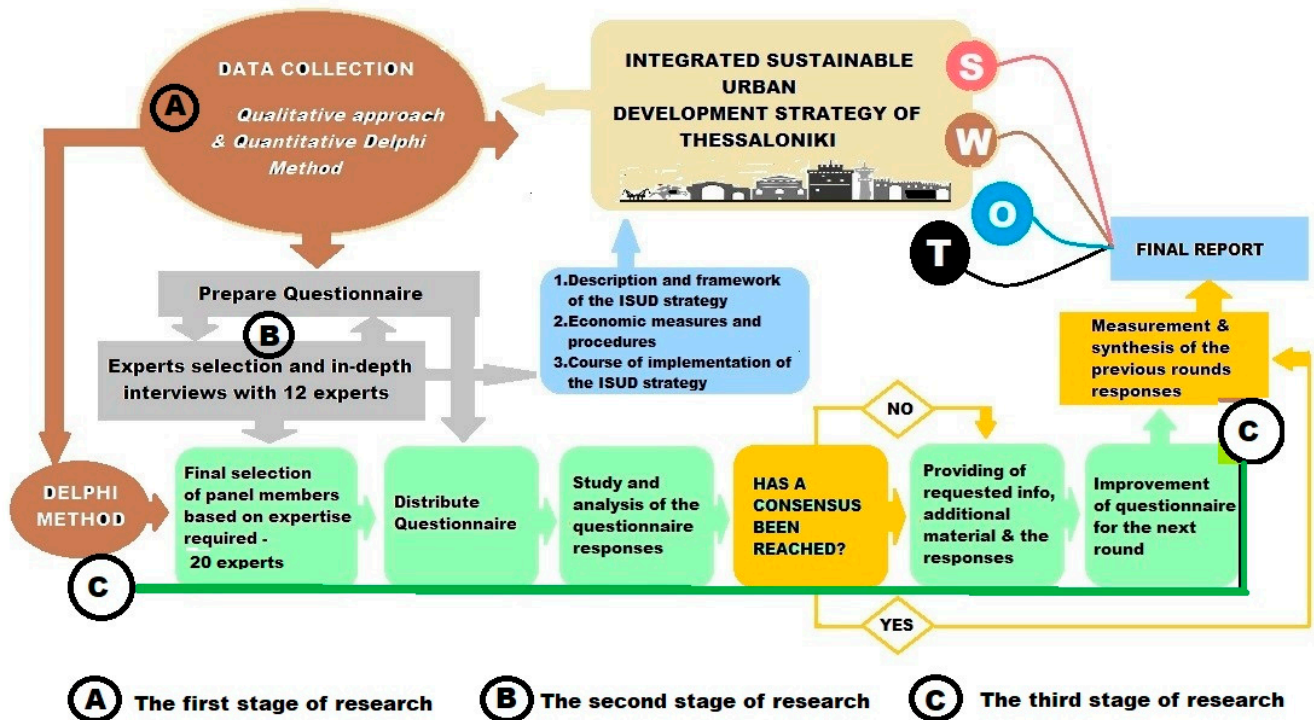 DATA COLLECTION
A
Qualitative approach
& Quantitative Delphi
Method
INTEGRATED SUSTAINABLE
URBAN
DEVELOPMENT STRATEGY OF
THESSALONIKI
S
W
O
T
FINAL REPORT
Prepare Questionnaire
B
Experts selection and in-depth
interviews with 12 experts
1.Description and framework
of the ISUD strategy
2.Economic measures and
procedures
3.Course of implementation of
the ISUD strategy
Measurement &
synthesis of the
previous rounds
responses
NO
C
DELPHI
METHOD
Final selection
of panel members
based on expertise
required -
20 experts
Distribute
Questionnaire
Study and
analysis of the
questionnaire
responses
HAS A
CONSENSUS
BEEN
REACHED?
Providing of
requested info,
additional
material & the
responses
Improvement
of questionnaire
for the next
round
C
YES
A The first stage of research
B The second stage of research
C The third stage of research